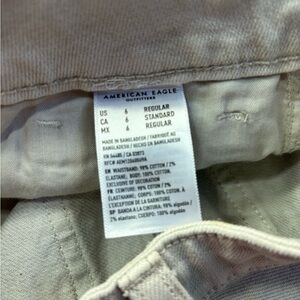 AMERICAN EAGLE
OUTFITTERS
US 6 REGULAR
CA 6 STANDARD
MX 6 REGULAR
MADE IN BANGLADESH / FABRIQUÉ AU
BANGLADESH / HECHO EN BANGLADESH
EN WAISTBAND: 98% COTTON / 2%
ELASTANE; BODY: 100% COTTON.
EXCLUSIVE OF DECORATION
FR CEINTURE: 98% COTON / 2%
ELASTANNE; CORPS: 100% COTON. À
L'EXCEPTION DE LA GARNITURE
SP BANDA A LA CINTURA: 98% algodón /
2% elastane; CUERPO: 100% algodón